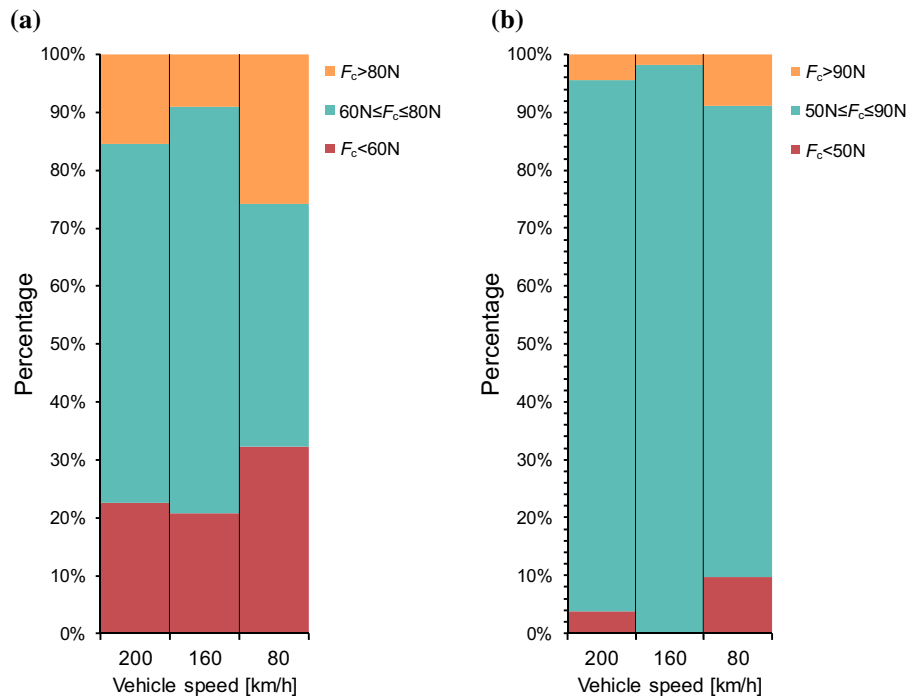 (a)
100%
90%
80%
70%
60%
50%
40%
30%
20%
10%
0%
Percentage
200 160 80
Vehicle speed [km/h]
Fc>80N
60N≤Fc≤80N
Fc<60N
(b)
100%
90%
80%
70%
60%
50%
40%
30%
20%
10%
0%
Percentage
200 160 80
Vehicle speed [km/h]
Fc>90N
50N≤Fc≤90N
Fc<50N